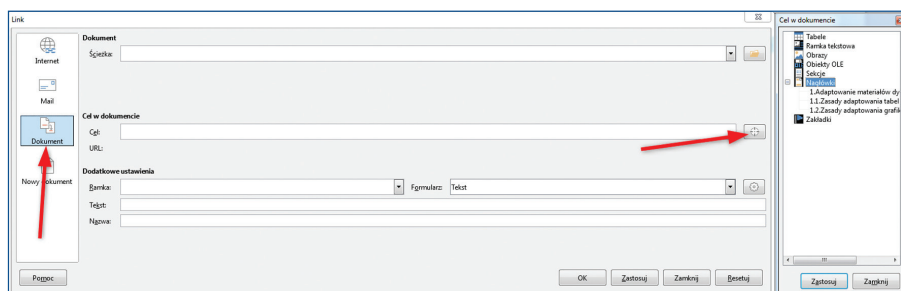 Link
Internet
Mail
Dokument
Nowy dokument
Dokument
Ścieżka:
Cel w dokumencie
Cel:
URL:
Dodatkowe ustawienia
Ramka:
Formularz:
Tekst
Tekst:
Nazwa:
Pomoc
OK
Zastosuj
Zamknij
Resetuj
Cel w dokumencie
Tabele
Ramka tekstowa
Obrazy
Obiekty OLE
Sekcje
Nagłówki
1.Adaptowanie materiałów dy
1.1.Zasady adaptowania tabel
1.2.Zasady adaptowania grafik
Zakładki
Zastosuj
Zamknij